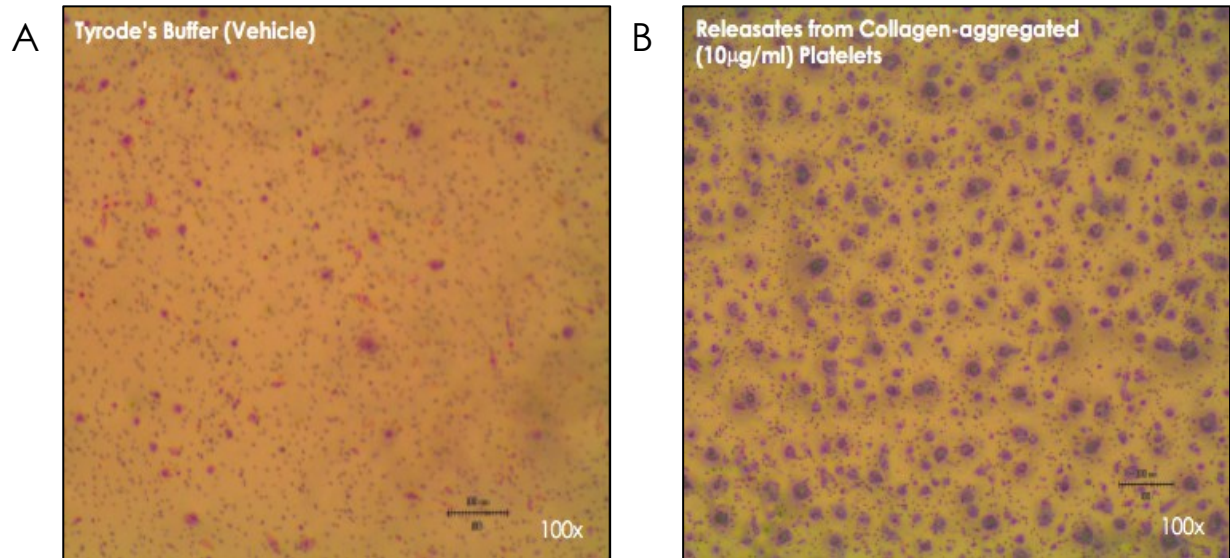 A
Tyrode's Buffer (Vehicle)
100x
B
Releasates from Collagen-aggregated
(10μg/ml) Platelets
100x